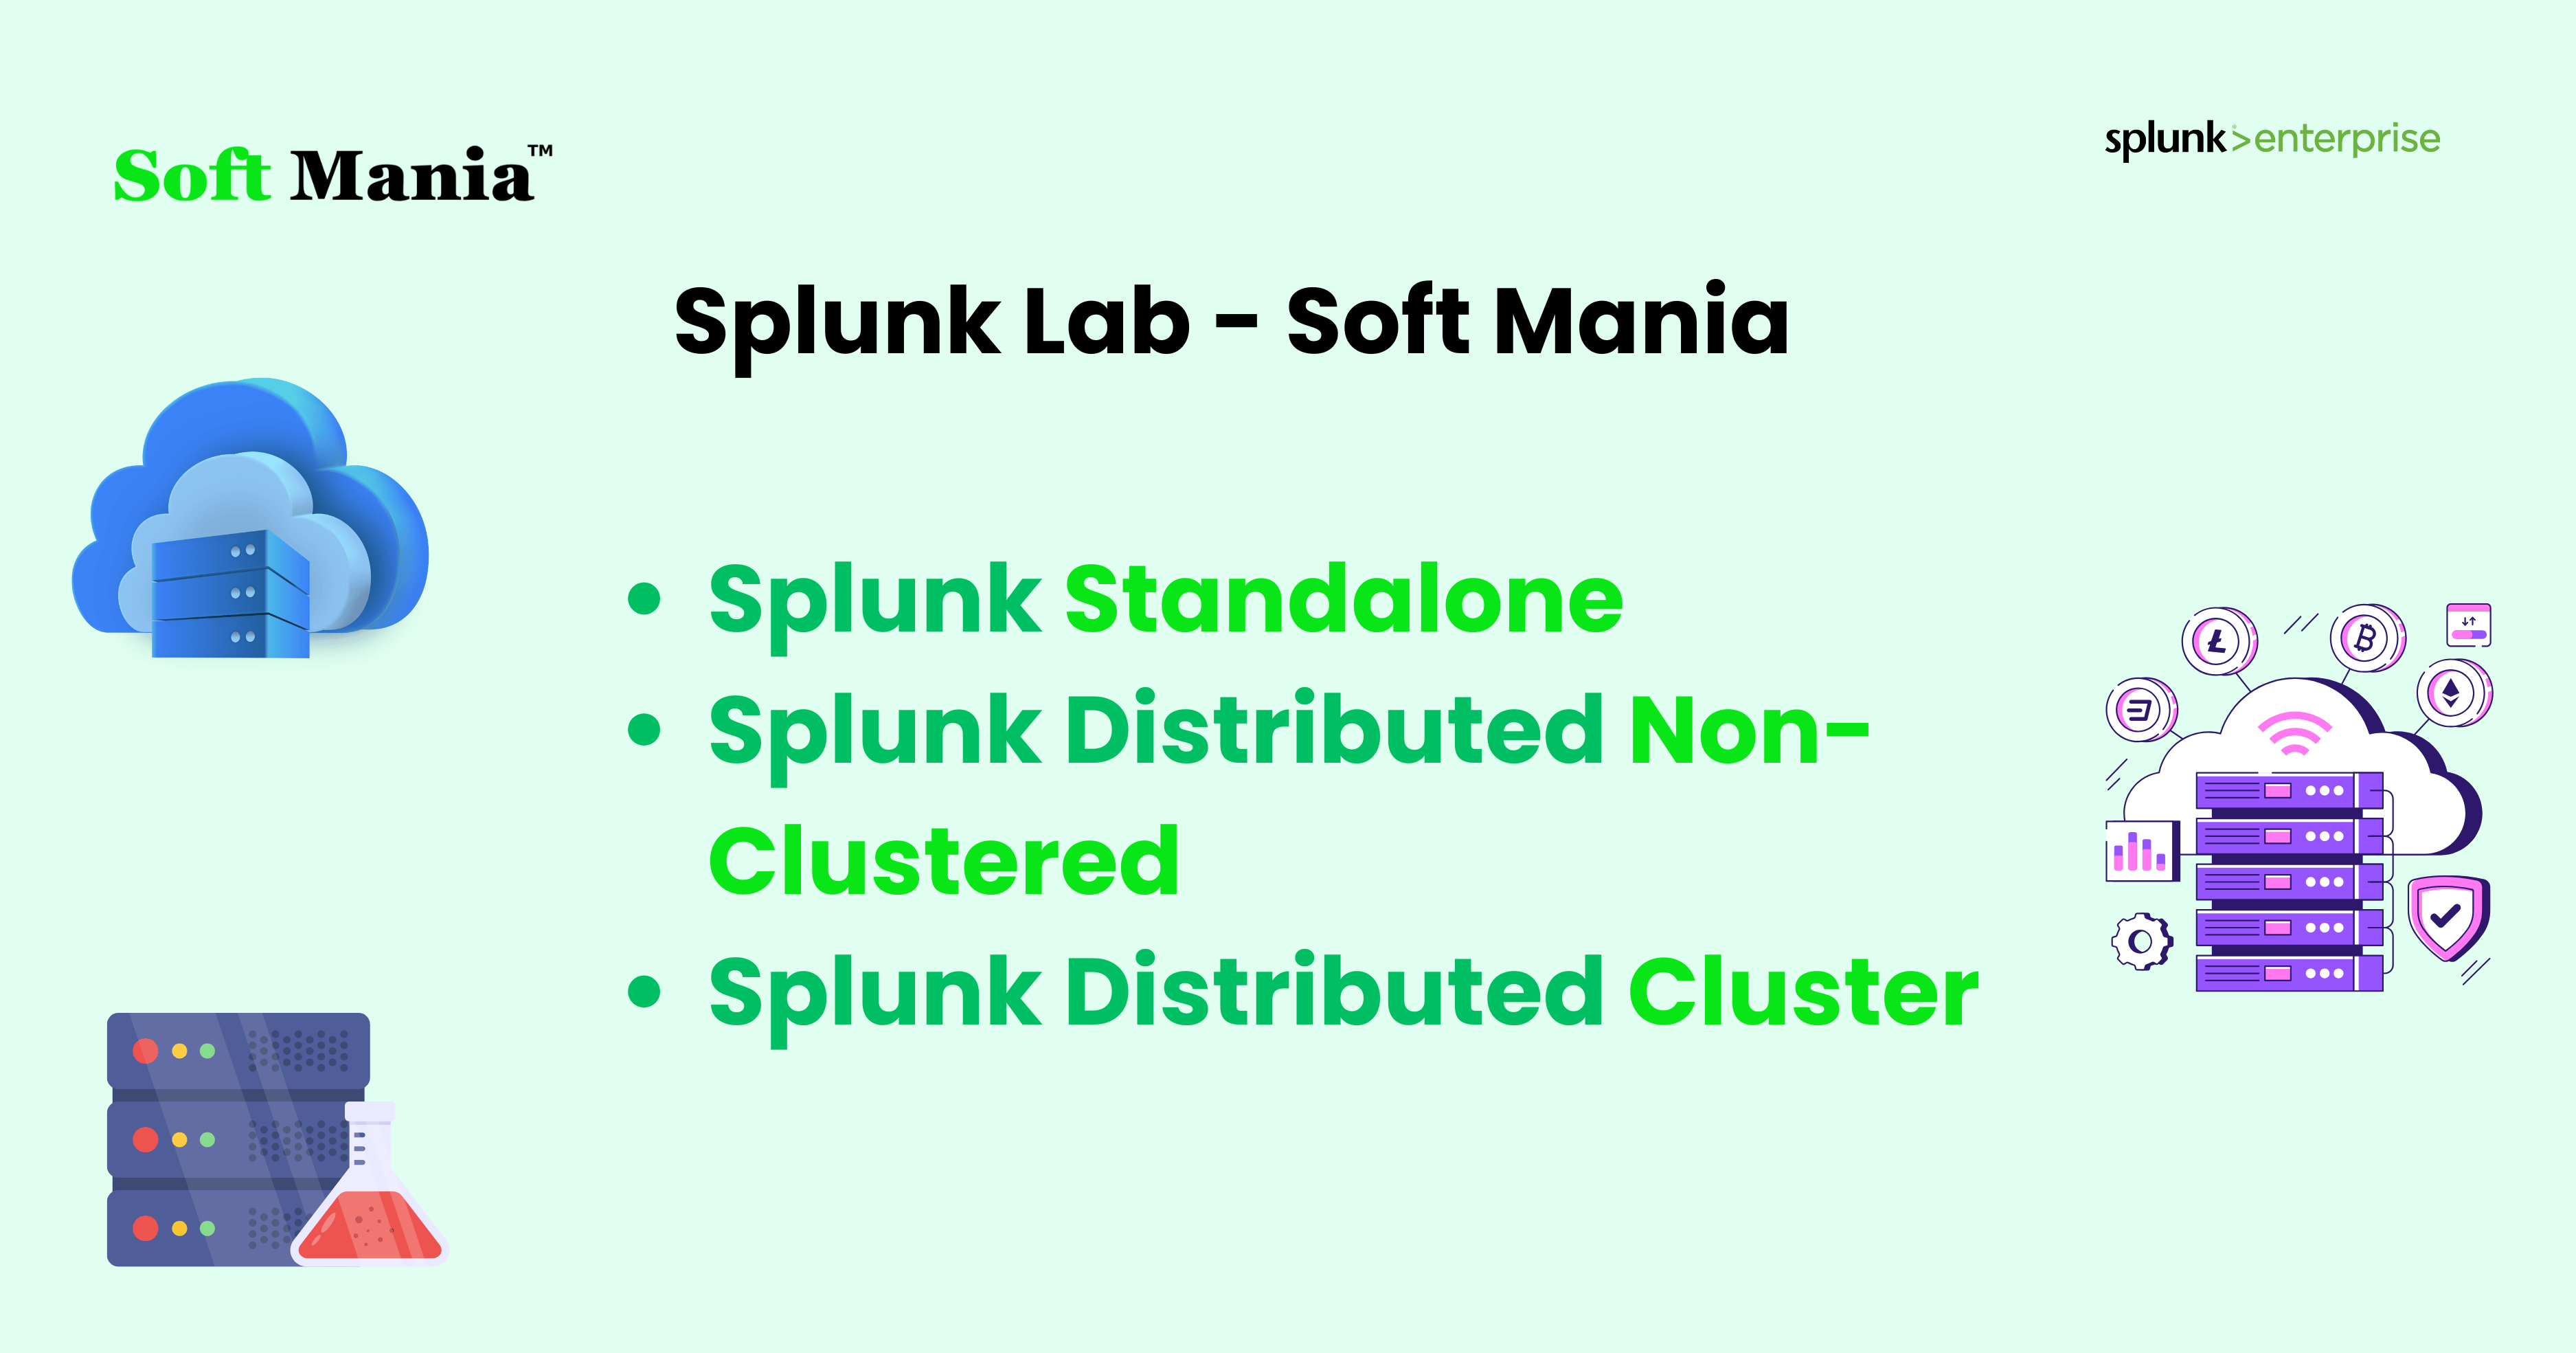 Soft Mania™
splunk>enterprise
Splunk Lab – Soft Mania
• Splunk Standalone
• Splunk Distributed Non-
Clustered
• Splunk Distributed Cluster